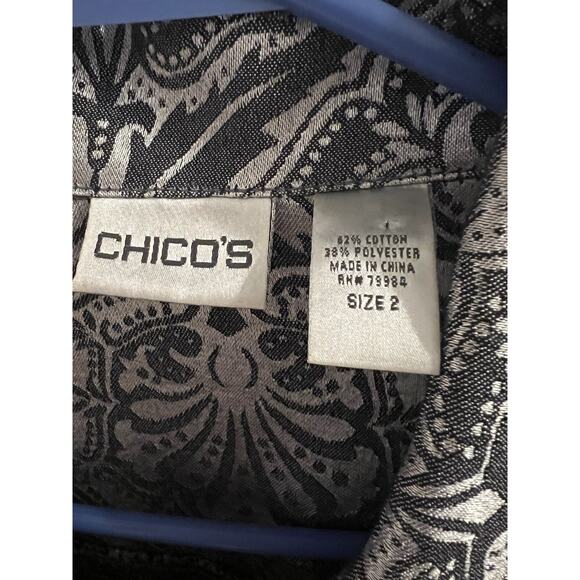 CHICO'S
62% COTTON
38% POLYESTER
MADE IN CHINA
RN# 79984
SIZE 2